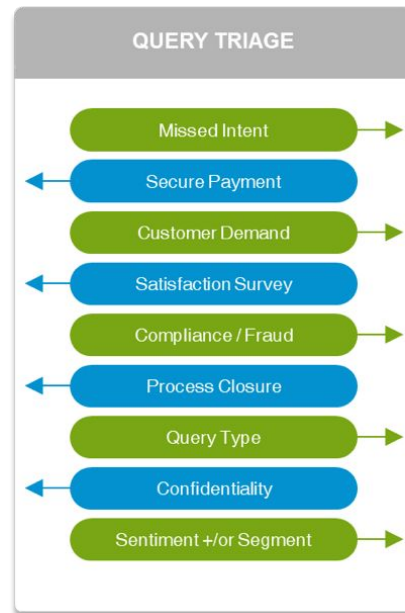 QUERY TRIAGE
Missed Intent
Secure Payment
Customer Demand
Satisfaction Survey
Compliance / Fraud
Process Closure
Query Type
Confidentiality
Sentiment +/or Segment